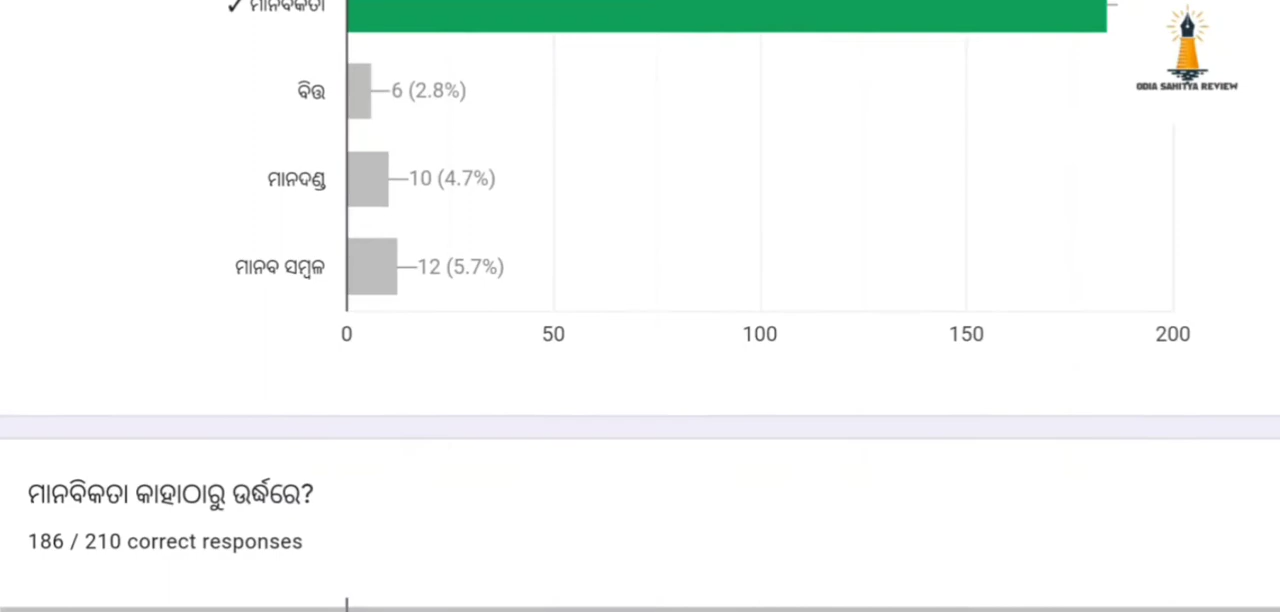 ✓ ମାନବିକତା
ODIA SAHITYA REVIEW
ବିତ୍ତ
6 (2.8%)
ମାନଦଣ୍ଡ
10 (4.7%)
ମାନବ ସମ୍ବଳ
12 (5.7%)
0 50 100 150 200
ମାନବିକତା କାହାଠାରୁ ଉର୍ଦ୍ଧ୍ୱରେ?
186 / 210 correct responses